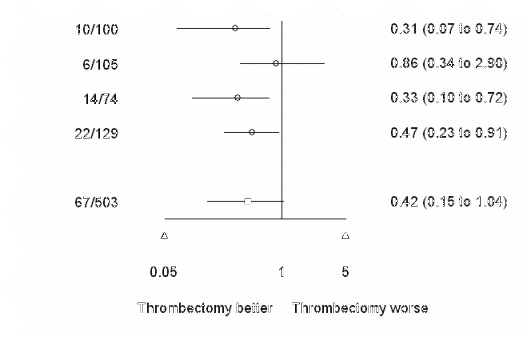 10/100 0.31 (0.07 to 0.74)
6/105 0.86 (0.34 to 2.90)
14/74 0.33 (0.10 to 0.72)
22/129 0.47 (0.23 to 0.91)
67/503 0.42 (0.15 to 1.04)
0.05 1 5
Thrombectomy better Thrombectomy worse